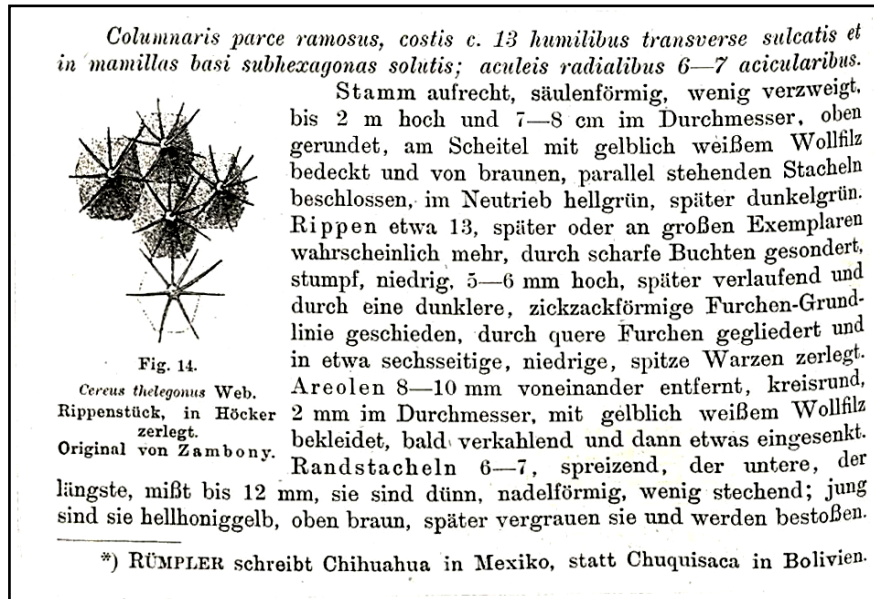 Columnaris parce ramosus, costis c. 13 humilibus transverse sulcatis et
in mamillas basi subhexagonas solutis; aculeis radialibus 6—7 acicularibus.
Stamm aufrecht, säulenförmig, wenig verzweigt,
bis 2 m hoch und 7—8 cm im Durchmesser, oben
gerundet, am Scheitel mit gelblich weißem Wollfilz
bedeckt und von braunen, parallel stehenden Stacheln
beschlossen, im Neutrieb hellgrün, später dunkelgrün.
Rippen etwa 13, später oder an großen Exemplaren
wahrscheinlich mehr, durch scharfe Buchten gesondert,
stumpf, niedrig, 5—6 mm hoch, später verlaufend und
durch eine dunklere, zickzackförmige Furchen-Grund-
linie geschieden, durch quere Furchen gegliedert und
in etwa sechsseitige, niedrige, spitze Warzen zerlegt.
Areolen 8—10 mm voneinander entfernt, kreisrund,
2 mm im Durchmesser, mit gelblich weißem Wollfilz
bekleidet, bald verkahlend und dann etwas eingesenkt.
Randstacheln 6—7, spreizend, der untere, der
längste, mißt bis 12 mm, sie sind dünn, nadelförmig, wenig stechend; jung
sind sie hellhoniggelb, oben braun, später vergrauen sie und werden bestoßen.
Fig. 14.
Cereus thelegonus Web.
Rippenstück, in Höcker
zerlegt.
Original von Zambony.
*) RÜMPLER schreibt Chihuahua in Mexiko, statt Chuquisaca in Bolivien.